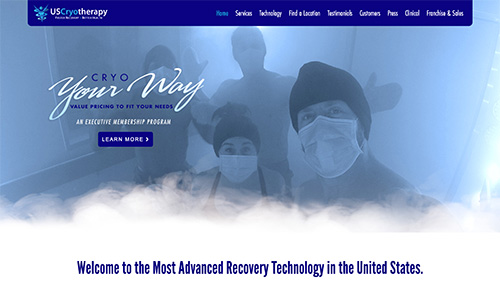 USCryotherapy
Home Services Technology Find a Location Testimonials Customers Press Clinical Franchise & Sales
CRYO
Your Way
VALUE PRICING TO FIT YOUR NEEDS
AN EXECUTIVE MEMBERSHIP PROGRAM
LEARN MORE >
Welcome to the Most Advanced Recovery Technology in the United States.